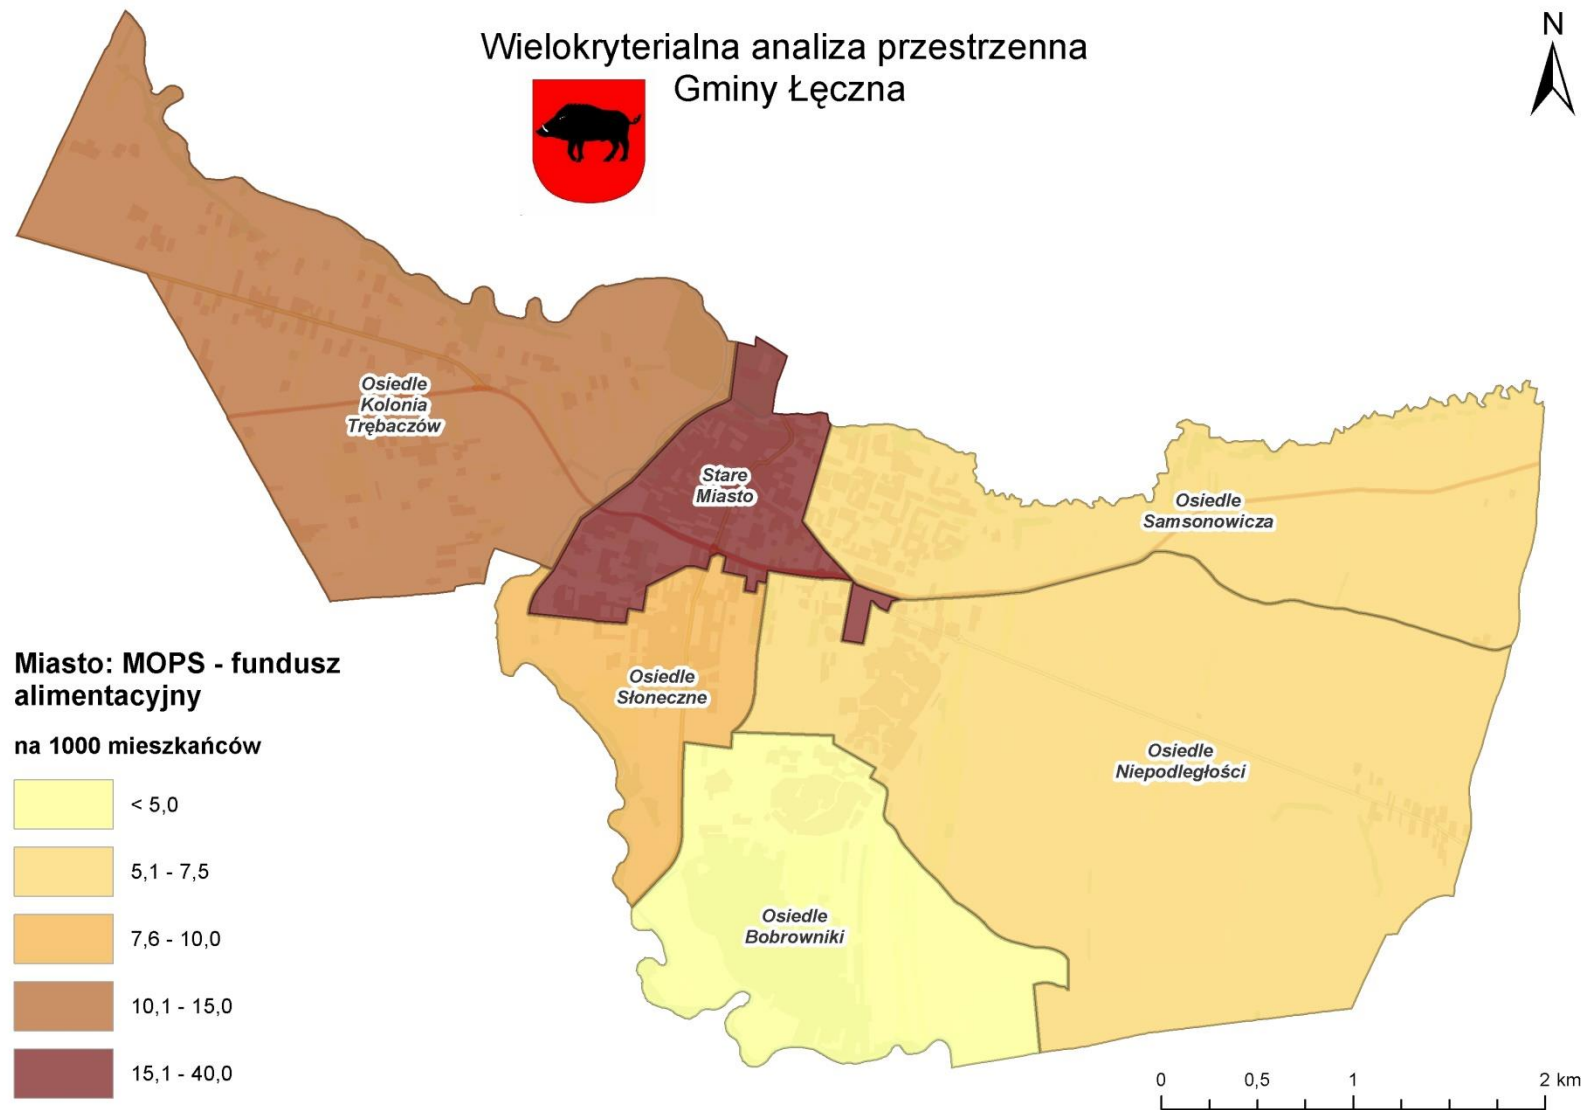 Wielokryterialna analiza przestrzenna
Gminy Łęczna
N
Osiedle
Kolonia
Trębaczów
Stare
Miasto
Osiedle
Samsonowicza
Osiedle
Słoneczne
Osiedle
Niepodległości
Osiedle
Bobrowniki
Miasto: MOPS - fundusz
alimentacyjny
na 1000 mieszkańców
< 5,0
5,1 - 7,5
7,6 - 10,0
10,1 - 15,0
15,1 - 40,0
0 0,5 1 2 km